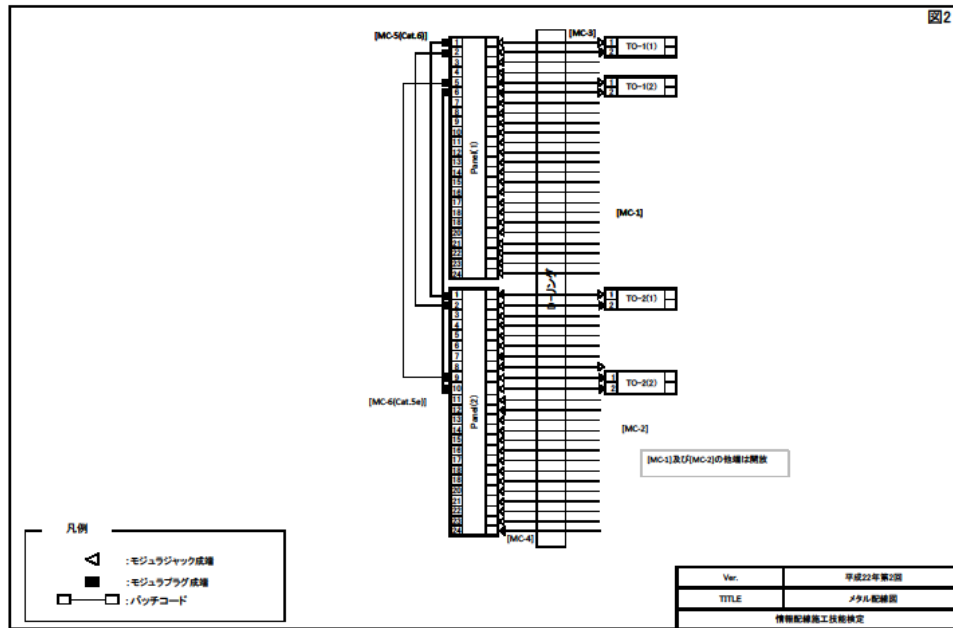 図2
[MC-5(Cat.6)]
[MC-3]
1
2
3
4
5
6
7
8
9
10
11
12
13
14
15
16
17
18
18
20
21
22
23
24
Panel(1)
1 TO-1(1)
2
1 TO-1(2)
2
[MC-1]
ローリング
1
2
3
4
5
6
7
8
9
10
11
12
13
14
15
16
17
18
18
20
21
22
23
24
Panel(2)
1 TO-2(1)
2
1 TO-2(2)
2
[MC-6(Cat.5e)]
[MC-2]
[MC-1]及び[MC-2]の他端は開放
[MC-4]
凡例
:モジュラジャック成端
:モジュラプラグ成端
:パッチコード
Ver. 平成22年第2回
TITLE メタル配線図
情報配線施工技能検定